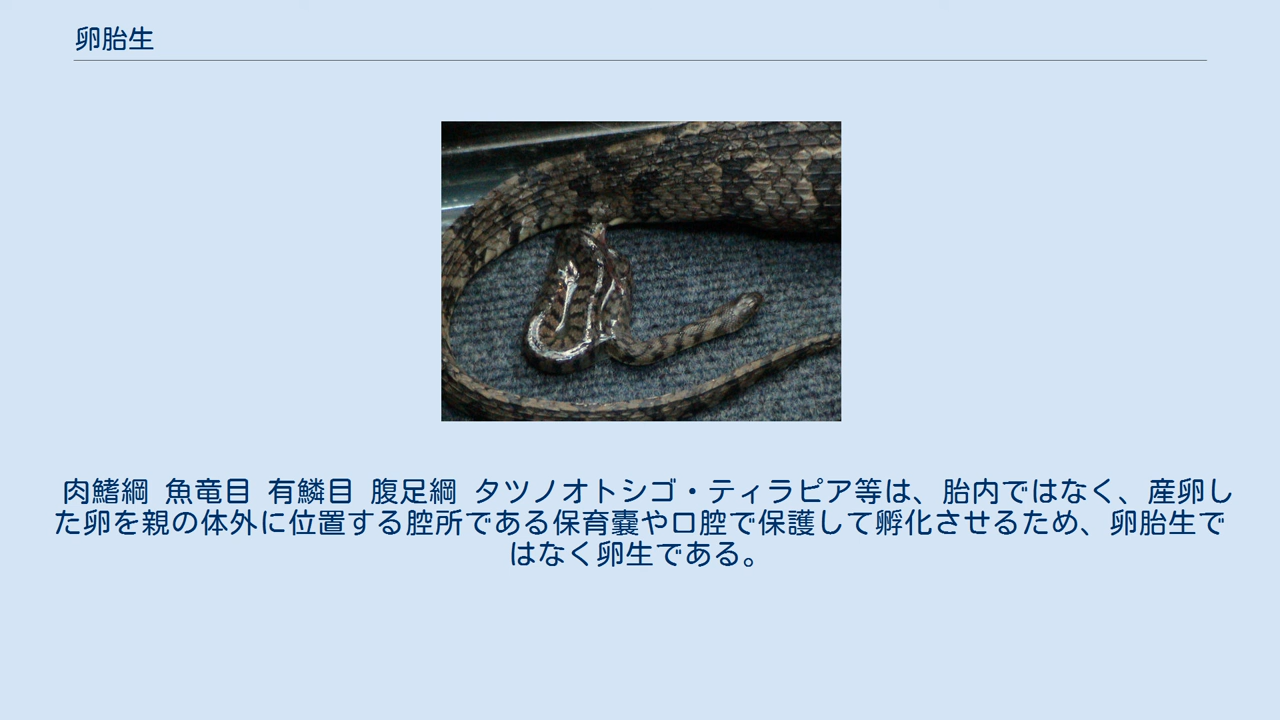 卵胎生
肉鰭綱 魚竜目 有鱗目 腹足綱 タツノオトシゴ・ティラピア等は、胎内ではなく、産卵し
た卵を親の体外に位置する腔所である保育嚢や口腔で保護して孵化させるため、卵胎生で
はなく卵生である。